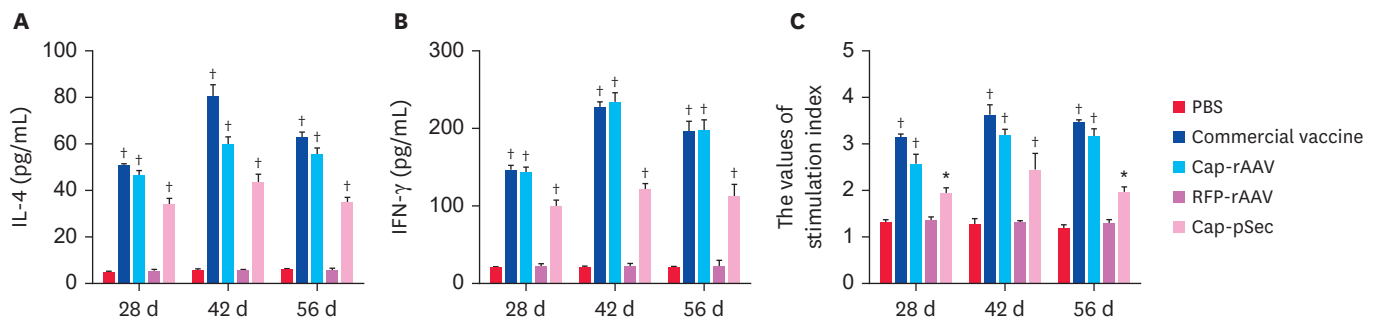 A
IL-4 (pg/mL)
100
80
60
40
20
0
† † †
† † †
† † †
28 d 42 d 56 d
B
IFN-γ (pg/mL)
300
200
100
0
† † †
† † †
† † †
28 d 42 d 56 d
C
The values of
stimulation index
5
4
3
2
1
0
† † *
† † †
† † *
28 d 42 d 56 d
PBS
Commercial vaccine
Cap-rAAV
RFP-rAAV
Cap-pSec